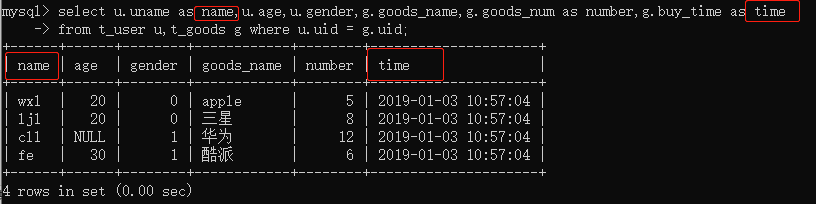 mysql> select u.uname as name,u.age,u.gender,g.goods_name,g.goods_num as number,g.buy_time as time
    -> from t_user u,t_goods g where u.uid = g.uid;
+------+------+--------+------------+--------+---------------------+
| name | age  | gender | goods_name | number | time                |
+------+------+--------+------------+--------+---------------------+
| wxl  |   20 |      0 | apple      |      5 | 2019-01-03 10:57:04 |
| ljl  |   20 |      0 | 三星       |      8 | 2019-01-03 10:57:04 |
| cll  | NULL |      1 | 华为       |     12 | 2019-01-03 10:57:04 |
| fe   |   30 |      1 | 酷派       |      6 | 2019-01-03 10:57:04 |
+------+------+--------+------------+--------+---------------------+
4 rows in set (0.00 sec)